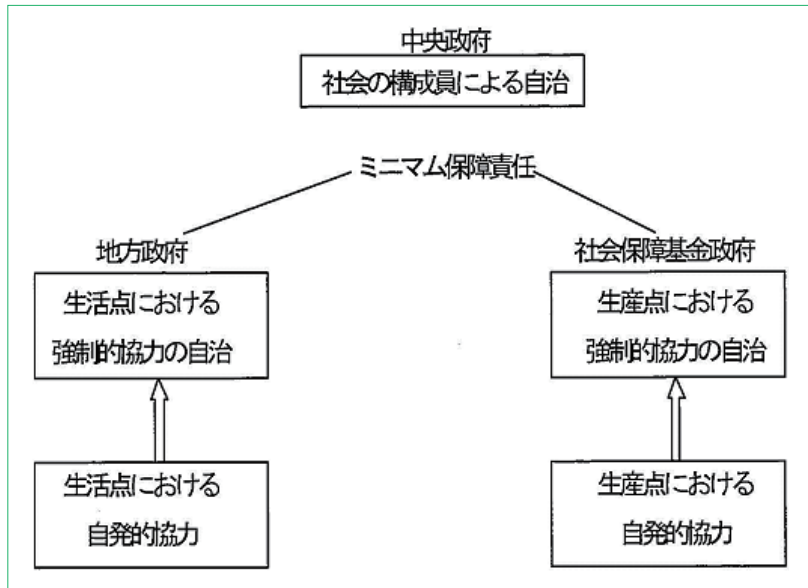 中央政府
社会の構成員による自治
ミニマム保障責任
地方政府
生活点における
強制的協力の自治
生活点における
自発的協力
社会保障基金政府
生産点における
強制的協力の自治
生産点における
自発的協力